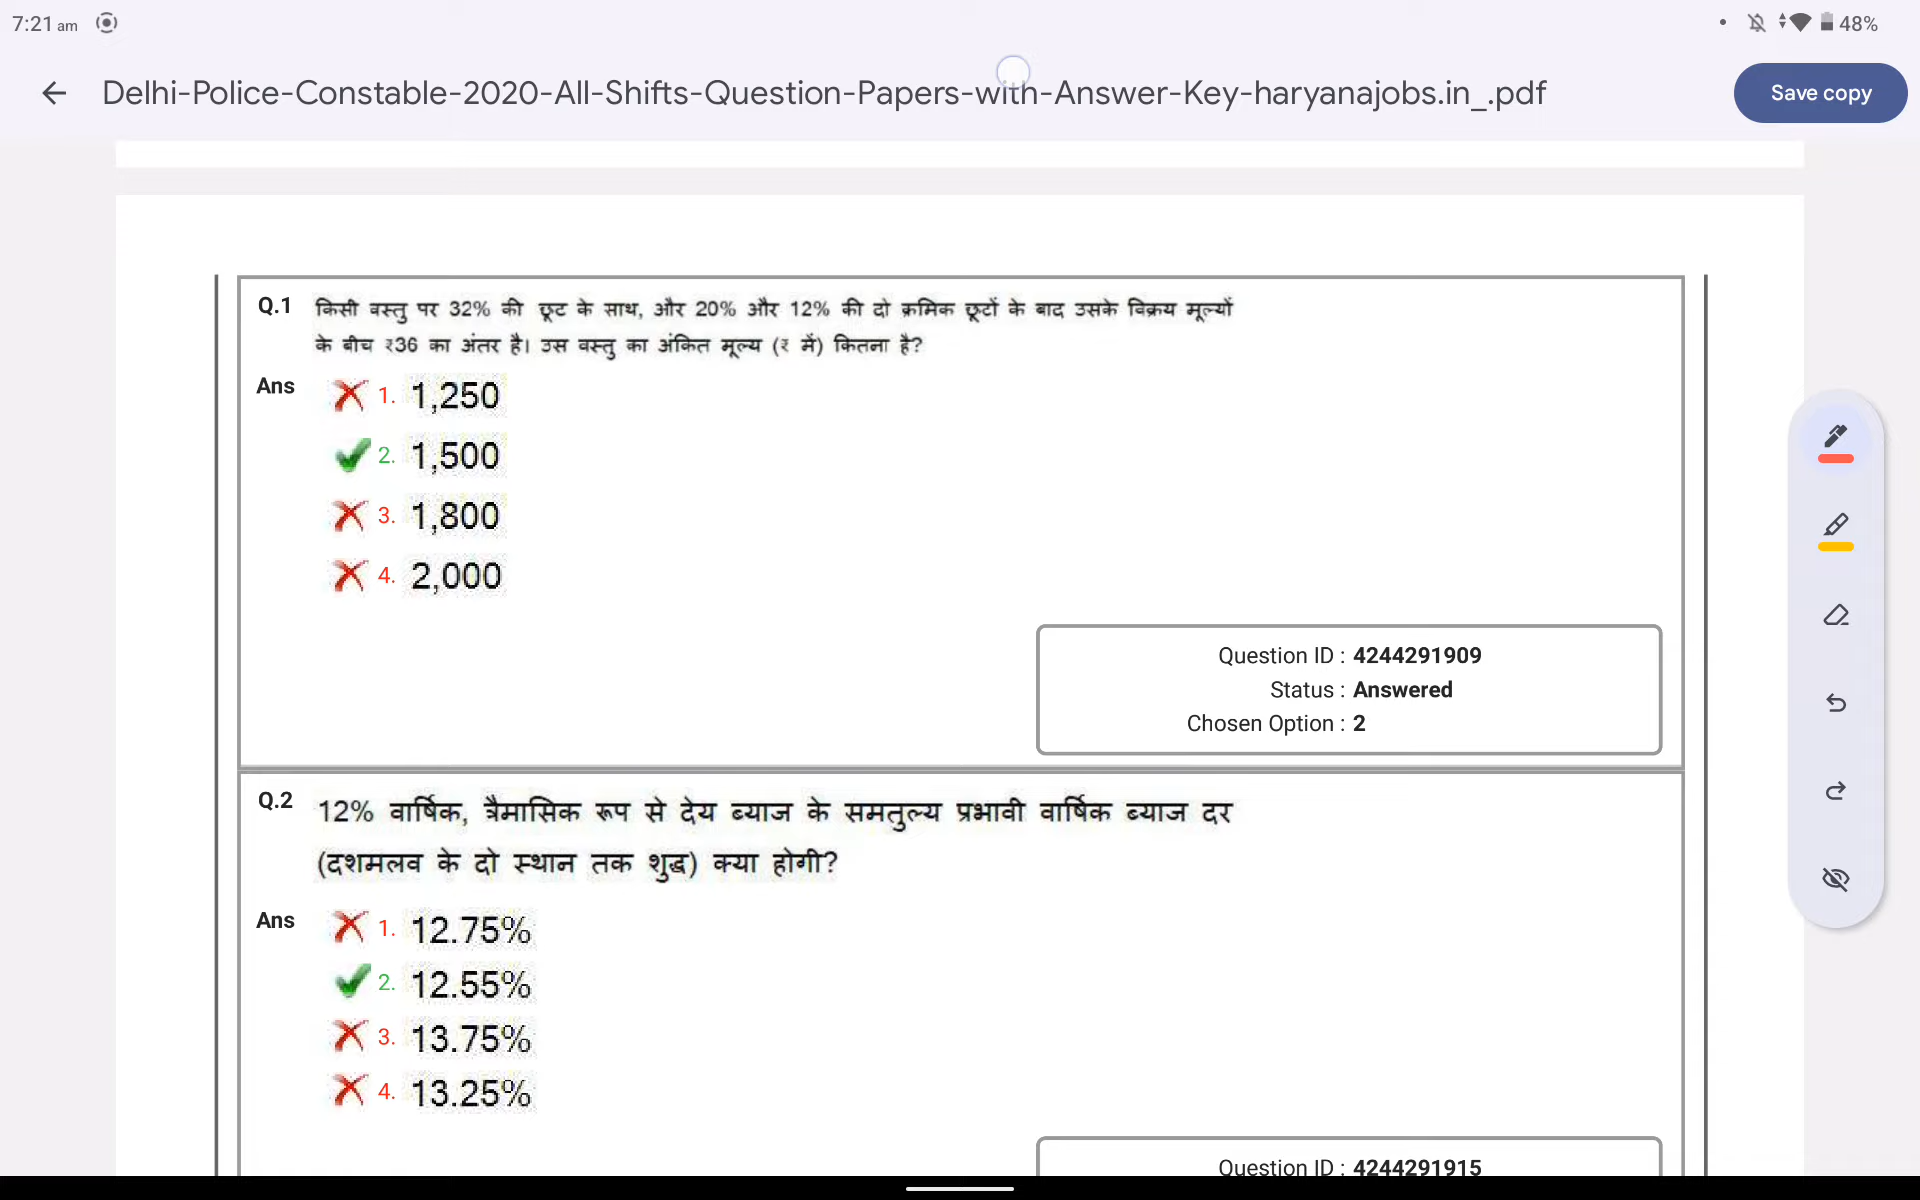 7:21 am
48%
Delhi-Police-Constable-2020-All-Shifts-Question-Papers-with-Answer-Key-haryanajobs.in_.pdf
Save copy
Q.1 किसी वस्तु पर 32% की छूट के साथ, और 20% और 12% की दो क्रमिक छूटों के बाद उसके विक्रय मूल्यों
के बीच ₹36 का अंतर है। उस वस्तु का अंकित मूल्य (₹ में) कितना है?
Ans 1. 1,250
2. 1,500
3. 1,800
4. 2,000
Question ID : 4244291909
Status : Answered
Chosen Option : 2
Q.2 12% वार्षिक, त्रैमासिक रूप से देय ब्याज के समतुल्य प्रभावी वार्षिक ब्याज दर
(दशमलव के दो स्थान तक शुद्ध) क्या होगी?
Ans 1. 12.75%
2. 12.55%
3. 13.75%
4. 13.25%
Question ID : 4244291915